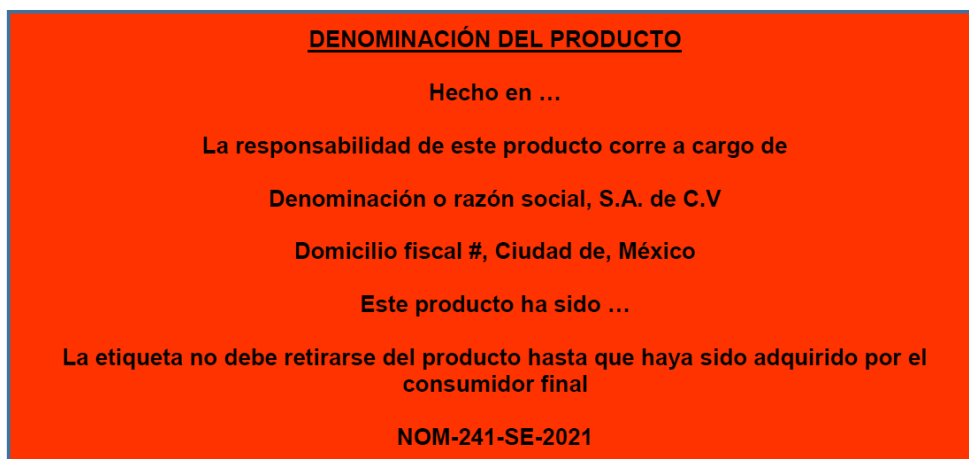 DENOMINACIÓN DEL PRODUCTO
Hecho en …
La responsabilidad de este producto corre a cargo de
Denominación o razón social, S.A. de C.V
Domicilio fiscal #, Ciudad de, México
Este producto ha sido …
La etiqueta no debe retirarse del producto hasta que haya sido adquirido por el
consumidor final
NOM-241-SE-2021